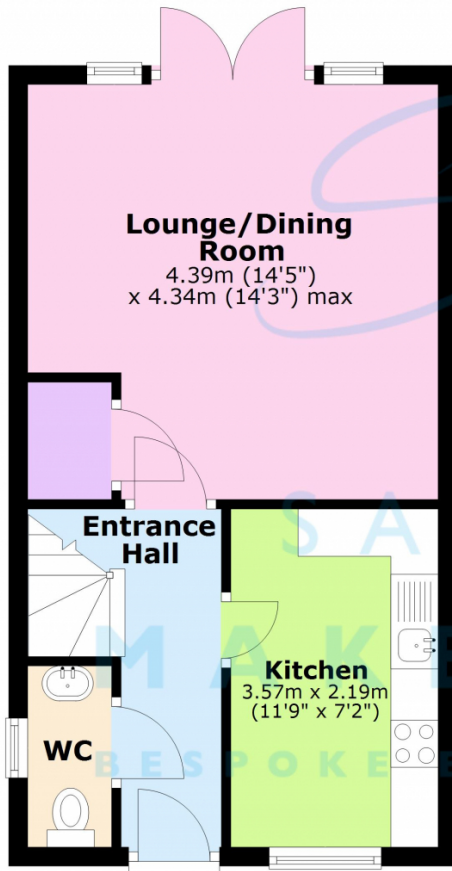 Lounge/Dining
Room
4.39m (14'5")
x 4.34m (14'3") max
Entrance
Hall
S A
Kitchen
3.57m x 2.19m
(11'9" x 7'2")
M A K E
WC
BESPOKE E